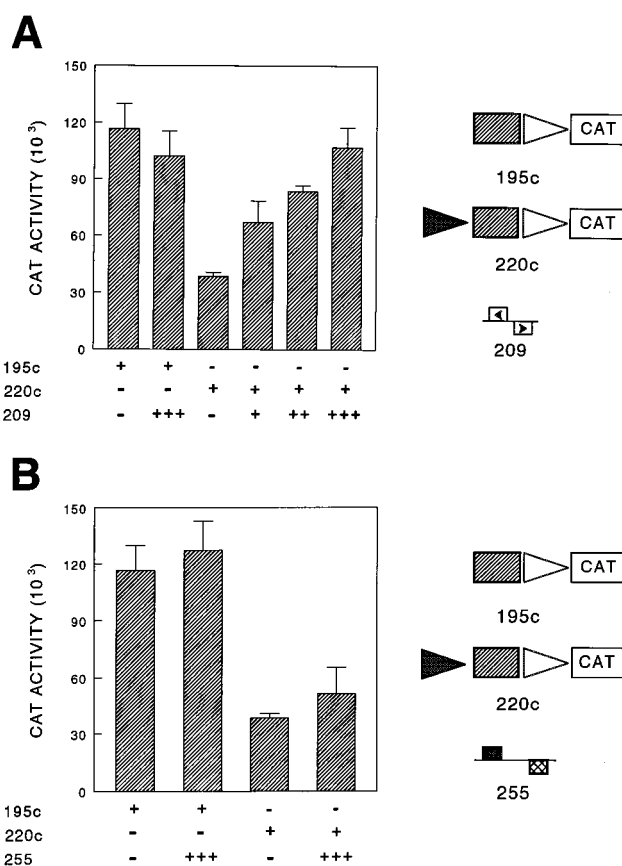 A
CAT ACTIVITY (10³)
150
120
90
60
30
0
195c + + - - - -
220c - - + + + +
209 - +++ - + ++ +++
CAT
195c
CAT
220c
209
B
CAT ACTIVITY (10³)
150
120
90
60
30
0
195c + + - -
220c - - + +
255 - +++ - +++
CAT
195c
CAT
220c
255